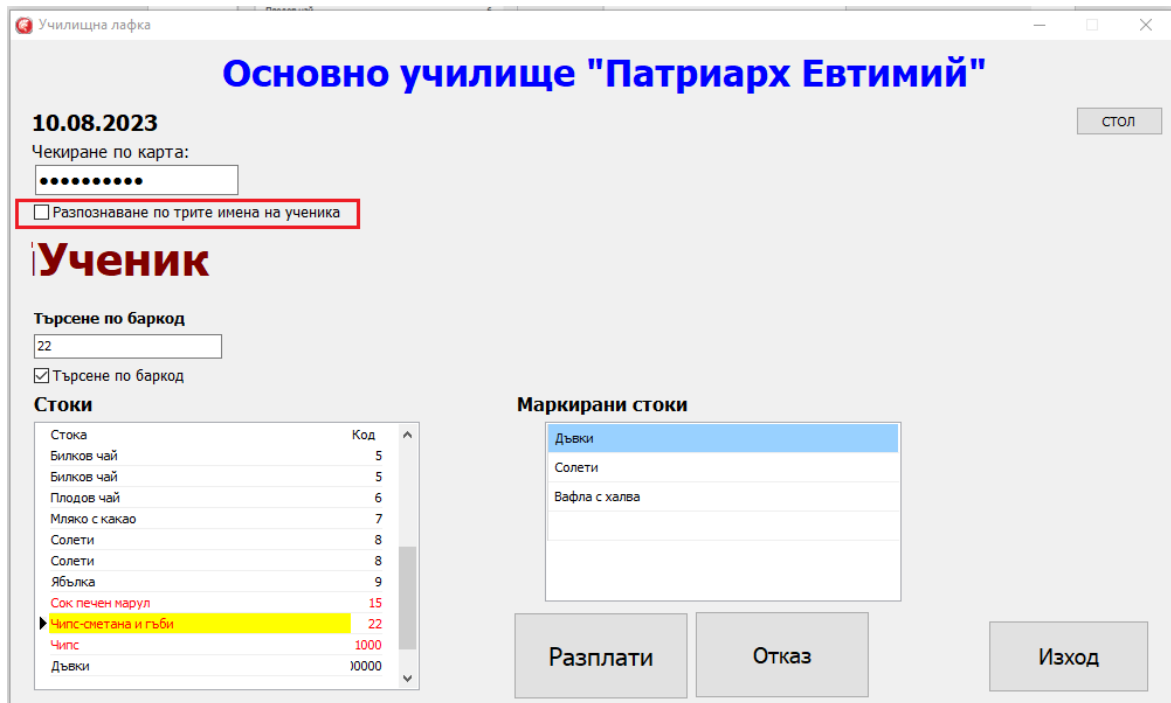 Училищна лафка
Основно училище "Патриарх Евтимий"
10.08.2023
СТОЛ
Чекиране по карта:
●●●●●●●●●●
Разпознаване по трите имена на ученика
Ученик
Търсене по баркод
22
Търсене по баркод
Стоки
Стока Код
Билков чай 5
Билков чай 5
Плодов чай 6
Мляко с какао 7
Солети 8
Солети 8
Ябълка 9
Сок печен марул 15
Чипс-сметана и гъби 22
Чипс 1000
Дъвки 00000
Маркирани стоки
Дъвки
Солети
Вафла с халва
Разплати
Отказ
Изход